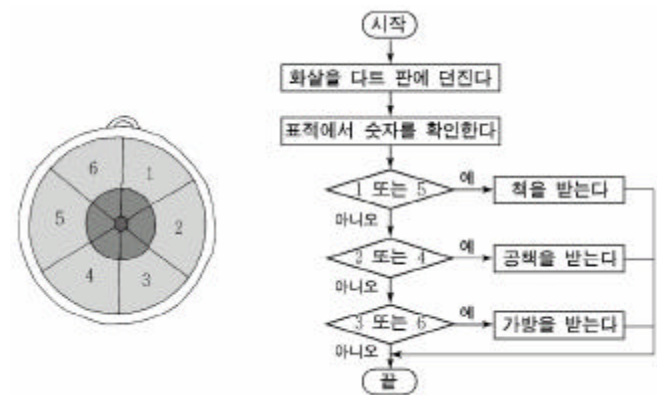 시작
화살을 다트 판에 던진다
표적에서 숫자를 확인한다
6 1
5 2
4 3
1 또는 5 예 책을 받는다
아니오
2 또는 4 예 공책을 받는다
아니오
3 또는 6 예 가방을 받는다
아니오
끝